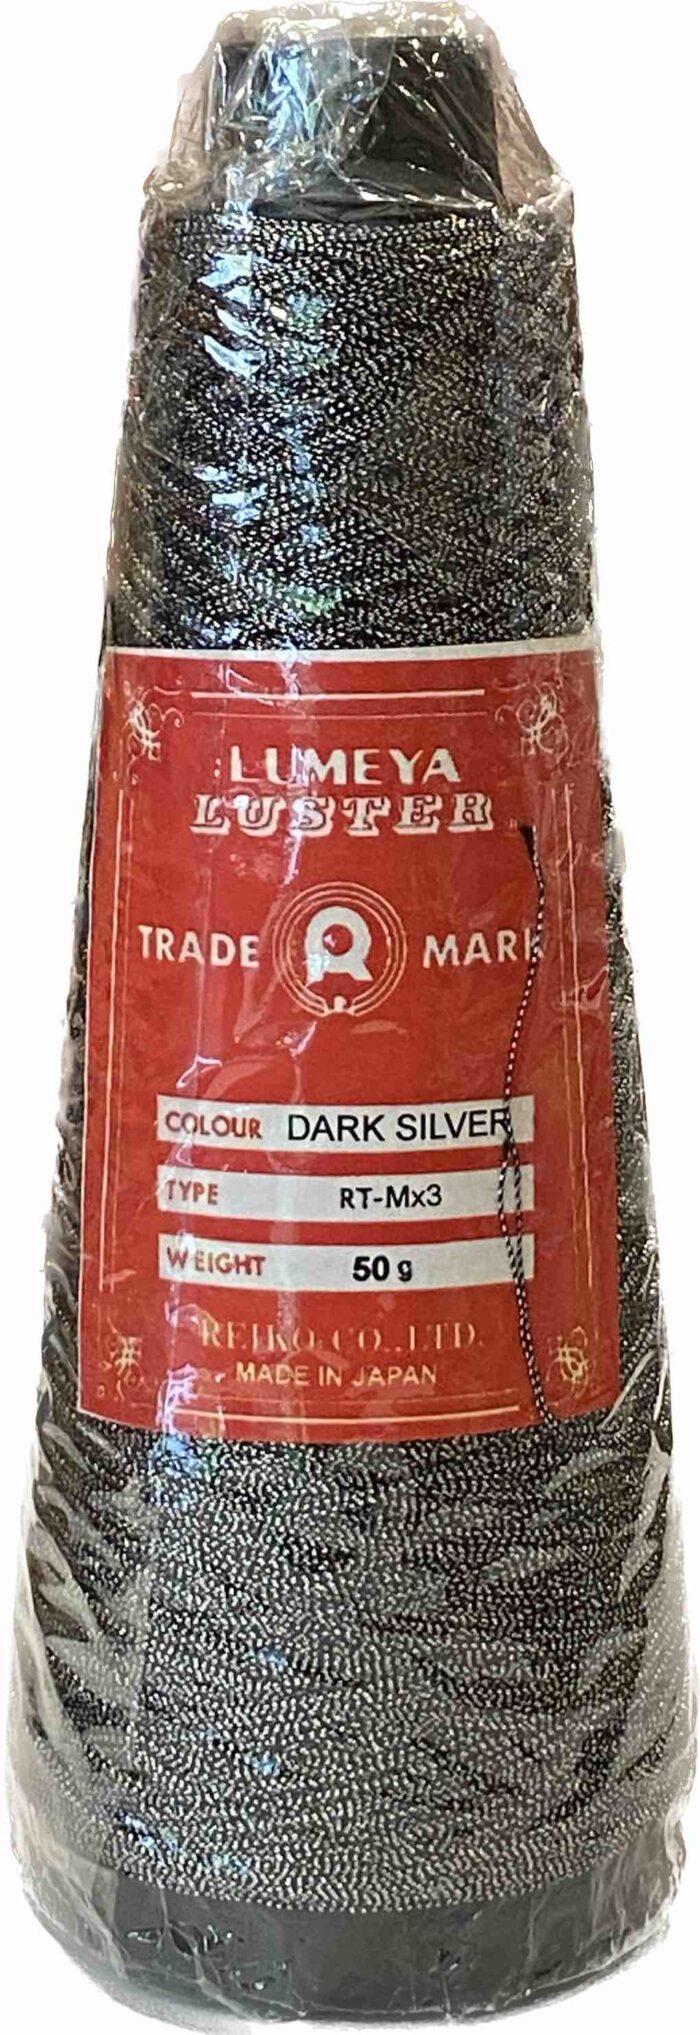 LUMEYA
LUSTER
TRADE R MARK
COLOUR DARK SILVER
TYPE RT-Mx3
WEIGHT 50 g
REIKO CO., LTD.
MADE IN JAPAN